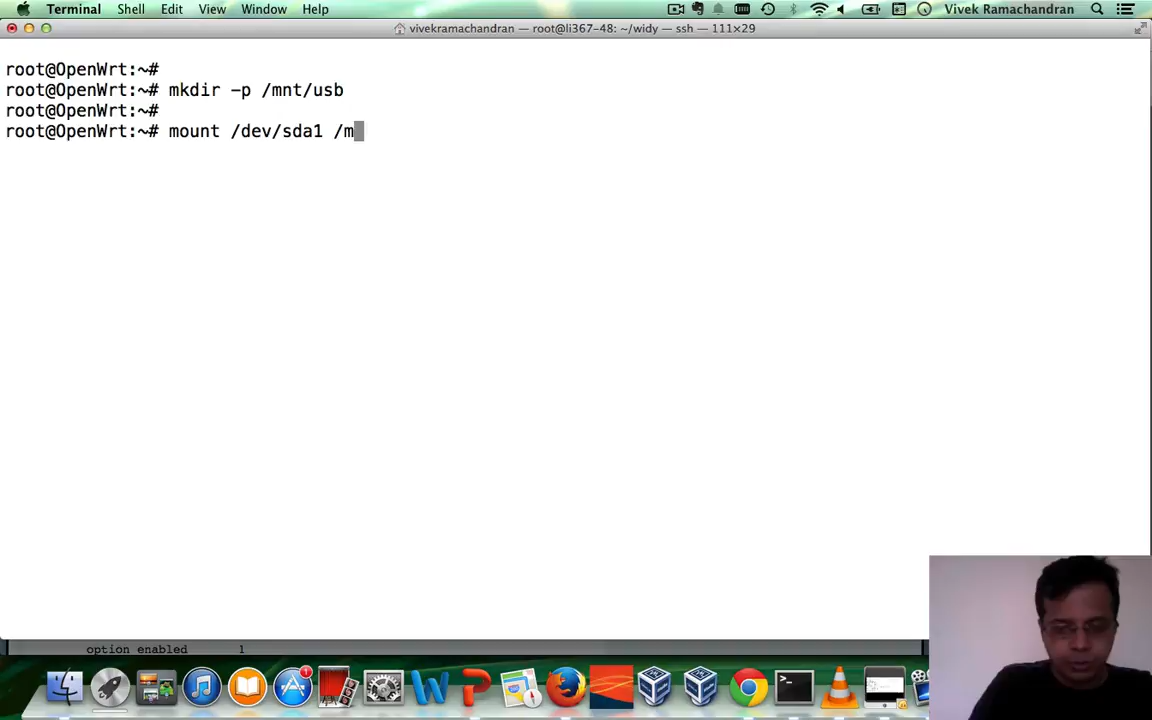 Terminal Shell Edit View Window Help Vivek Ramachandran
vivekramachandran — root@li367-48: ~/widy — ssh — 111×29
root@OpenWrt:~#
root@OpenWrt:~# mkdir -p /mnt/usb
root@OpenWrt:~#
root@OpenWrt:~# mount /dev/sda1 /m
option enabled 1